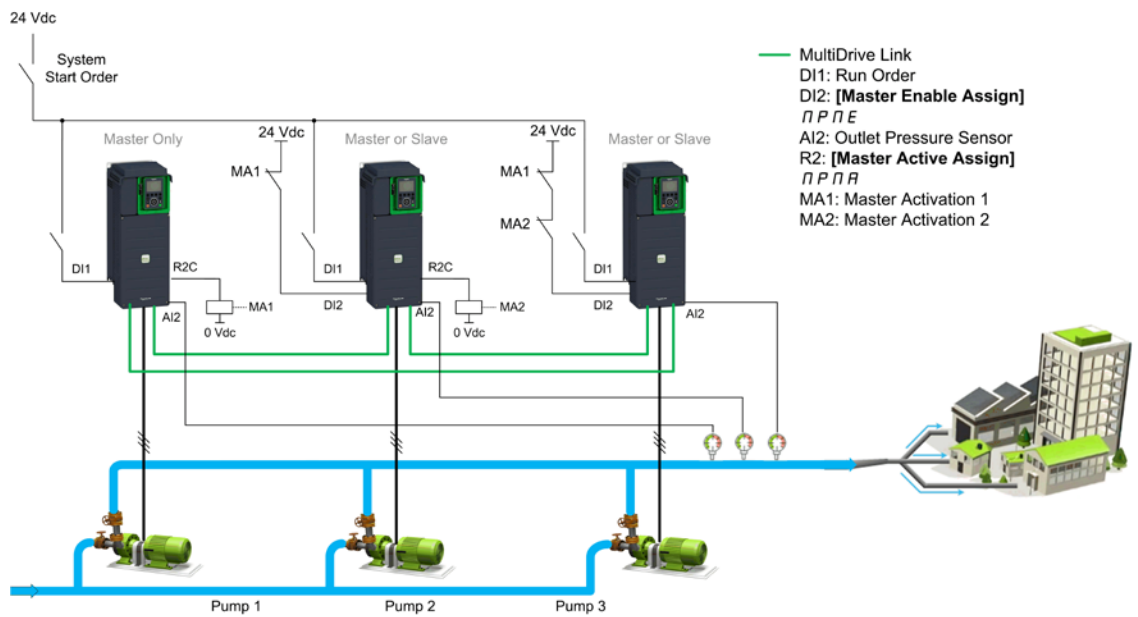 24 Vdc
System
Start Order
Master Only
24 Vdc
Master or Slave
24 Vdc
Master or Slave
MA1
MA1
MA2
DI1
R2C
DI1
R2C
DI1
DI2
DI2
AI2
MA1
0 Vdc
AI2
MA2
0 Vdc
AI2
MultiDrive Link
DI1: Run Order
DI2: [Master Enable Assign]
П Р П E
AI2: Outlet Pressure Sensor
R2: [Master Active Assign]
П Р П A
MA1: Master Activation 1
MA2: Master Activation 2
Pump 1
Pump 2
Pump 3